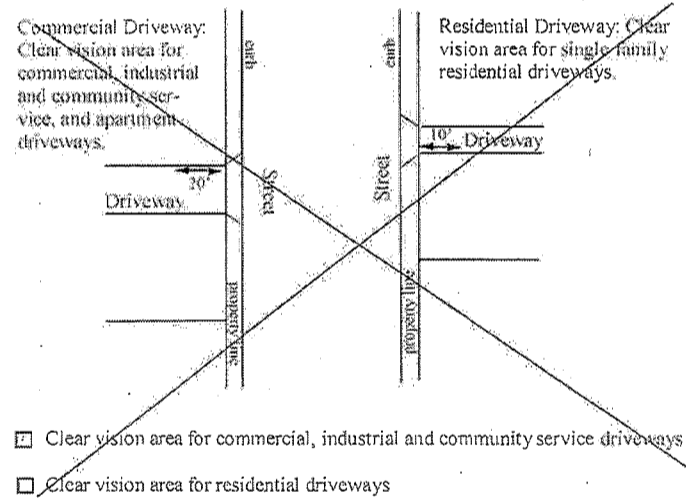 Commercial Driveway:
Clear vision area for
commercial, industrial
and community ser-
vice, and apartment
driveways.
Residential Driveway: Clear
vision area for single family
residential driveways.
curb
curb
10'
Driveway
20'
Driveway
Street
Street
property line
property line
Clear vision area for commercial, industrial and community service driveways
Clear vision area for residential driveways